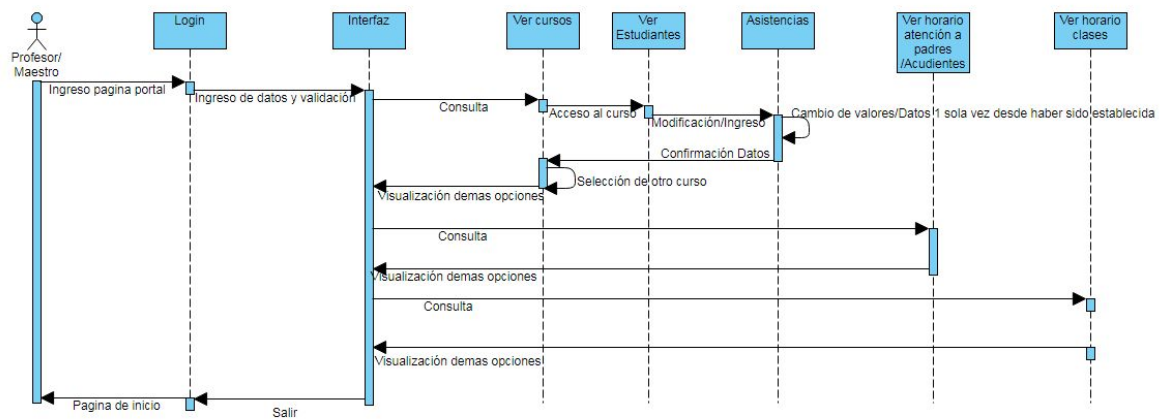 Profesor/
Maestro
Login
Interfaz
Ver cursos
Ver
Estudiantes
Asistencias
Ver horario
atención a
padres
/Acudientes
Ver horario
clases
Ingreso pagina portal
Ingreso de datos y validación
Consulta
Acceso al curso
Modificación/Ingreso
Cambio de valores/Datos 1 sola vez desde haber sido establecida
Confirmación Datos
Selección de otro curso
Visualización demas opciones
Consulta
Visualización demas opciones
Consulta
Visualización demas opciones
Pagina de inicio
Salir